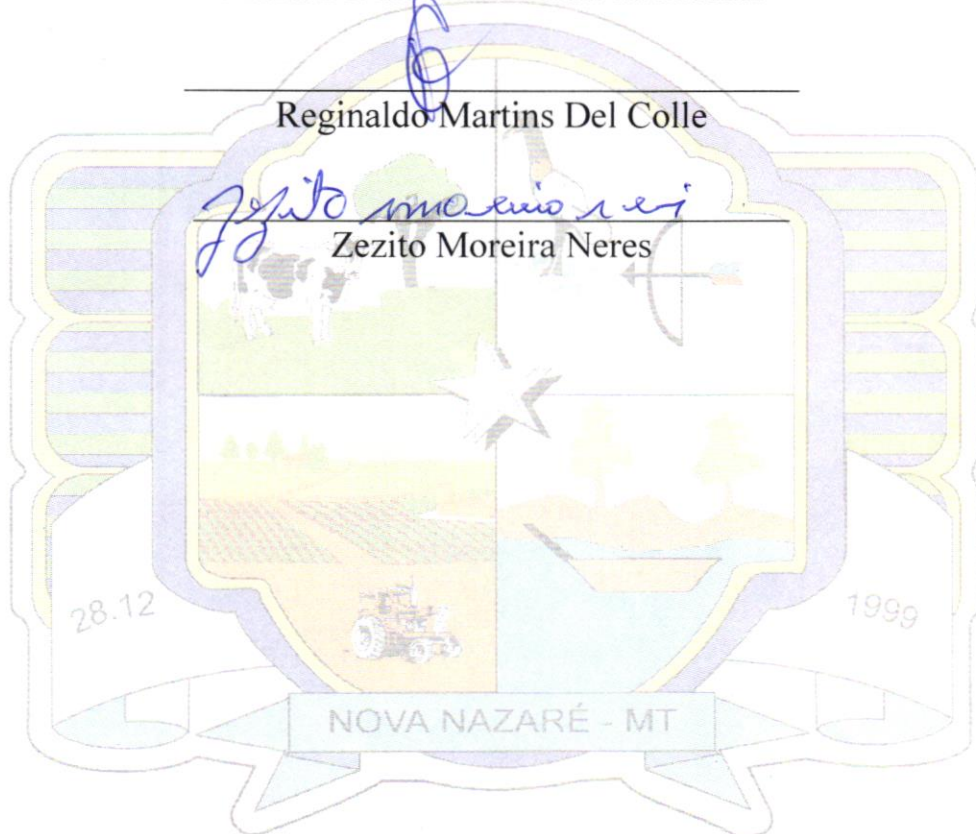 Reginaldo Martins Del Colle
Zezito Moreira Neres
28.12
1999
NOVA NAZARÉ - MT